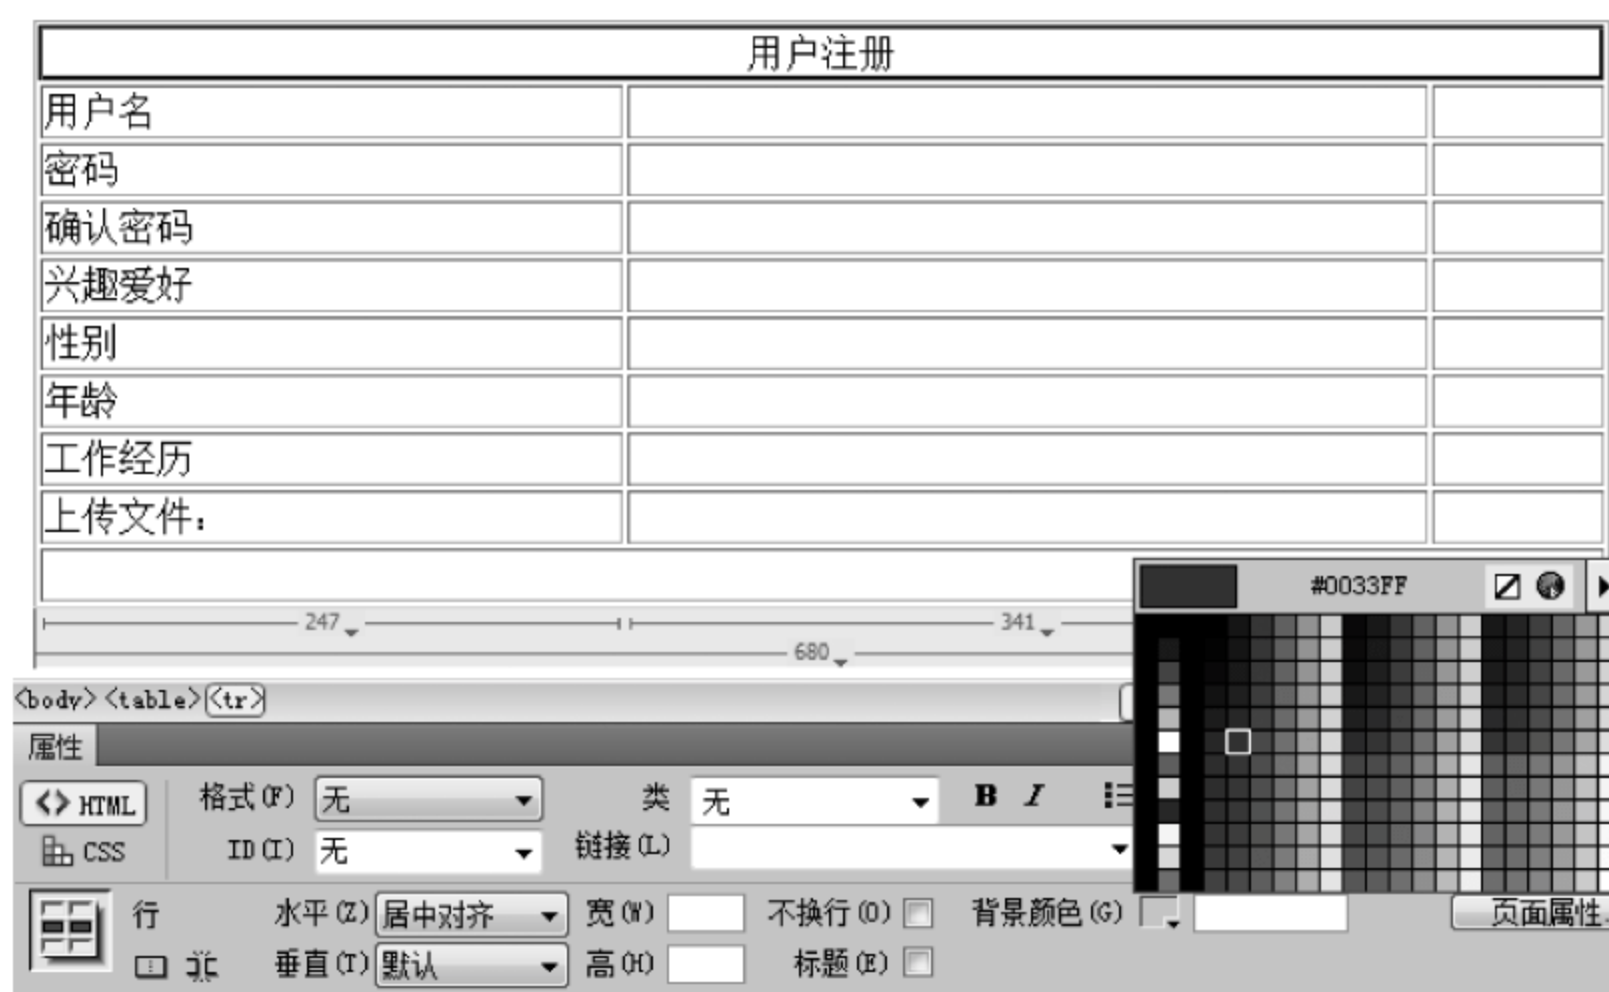 用户注册
用户名
密码
确认密码
兴趣爱好
性别
年龄
工作经历
上传文件：
#0033FF
247 341
680
<body> <table> <tr>
属性
<> HTML 格式(F) 无 类 无 B I
CSS ID(I) 无 链接(L)
行 水平(Z) 居中对齐 宽(W) 不换行(O) 背景颜色(G) 页面属性
垂直(T) 默认 高(H) 标题(E)